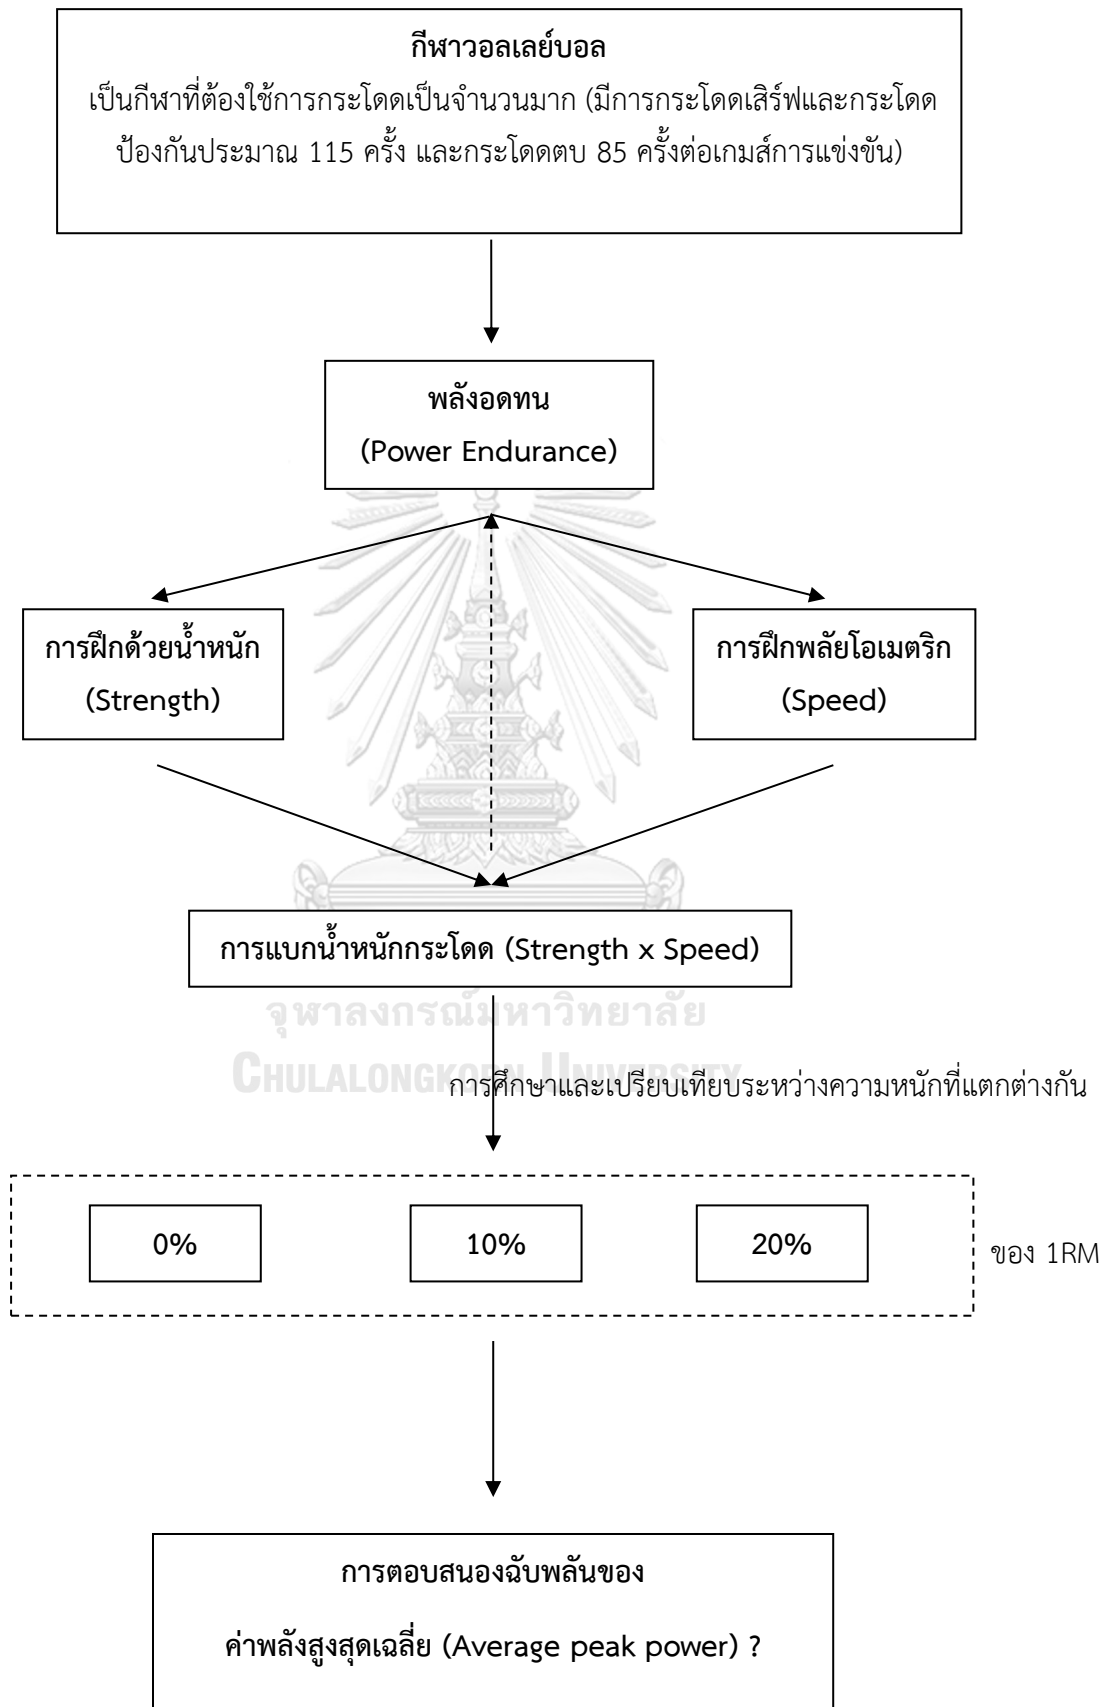 กีฬาวอลเลย์บอล
เป็นกีฬาที่ต้องใช้การกระโดดเป็นจำนวนมาก (มีการกระโดดเสิร์ฟและกระโดด
ป้องกันประมาณ 115 ครั้ง และกระโดดตบ 85 ครั้งต่อเกมส์การแข่งขัน)
พลังอดทน
(Power Endurance)
การฝึกด้วยน้ำหนัก
(Strength)
การฝึกพลัยโอเมตริก
(Speed)
การแบกน้ำหนักกระโดด (Strength x Speed)
จุฬาลงกรณ์มหาวิทยาลัย
CHULALONGKORN UNIVERSITY
การศึกษาและเปรียบเทียบระหว่างความหนักที่แตกต่างกัน
0%
10%
20%
ของ 1RM
การตอบสนองฉับพลันของ
ค่าพลังสูงสุดเฉลี่ย (Average peak power) ?